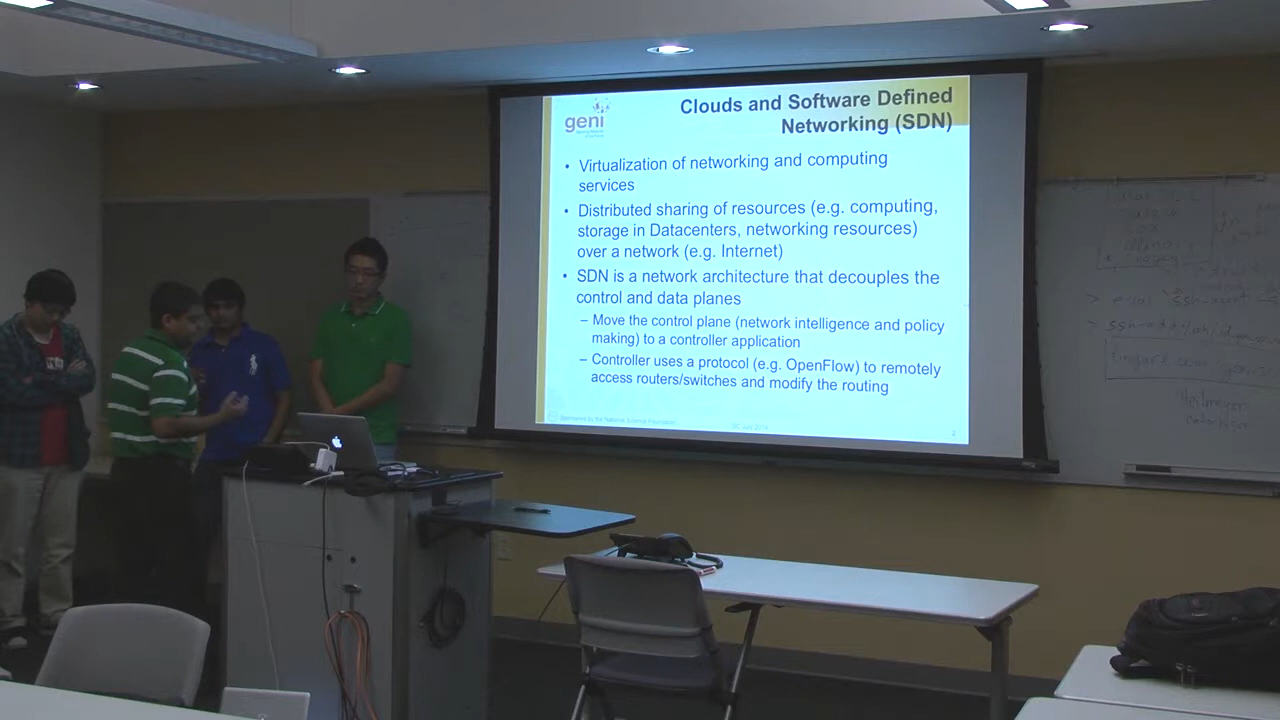 geni
Clouds and Software Defined
Networking (SDN)
• Virtualization of networking and computing
services
• Distributed sharing of resources (e.g. computing,
storage in Datacenters, networking resources)
over a network (e.g. Internet)
• SDN is a network architecture that decouples the
control and data planes
– Move the control plane (network intelligence and policy
making) to a controller application
– Controller uses a protocol (e.g. OpenFlow) to remotely
access routers/switches and modify the routing
Sponsored by the National Science Foundation
2